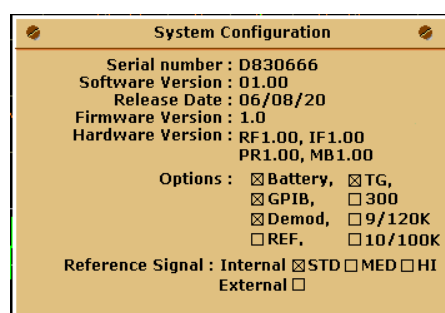 System Configuration
Serial number : D830666
Software Version : 01.00
Release Date : 06/08/20
Firmware Version : 1.0
Hardware Version : RF1.00, IF1.00
PR1.00, MB1.00
Options : ☒ Battery, ☒ TG,
☒ GPIB, ☐ 300
☒ Demod, ☐ 9/120K
☐ REF, ☐ 10/100K
Reference Signal : Internal ☒ STD ☐ MED ☐ HI
External ☐